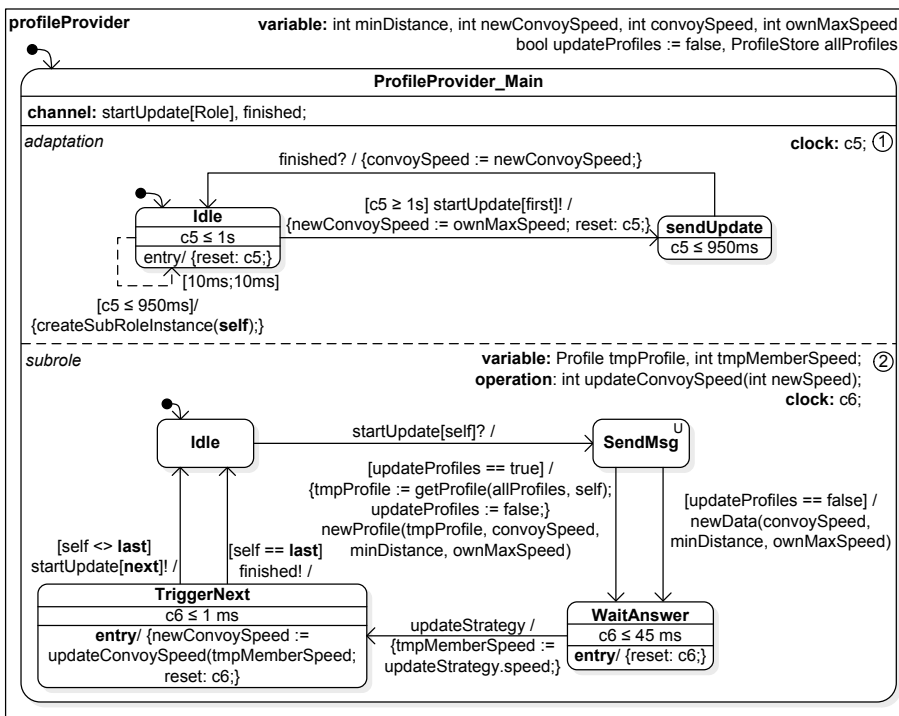 profileProvider
variable: int minDistance, int newConvoySpeed, int convoySpeed, int ownMaxSpeed
bool updateProfiles := false, ProfileStore allProfiles
ProfileProvider_Main
channel: startUpdate[Role], finished;
adaptation
clock: c5; 1
finished? / {convoySpeed := newConvoySpeed;}
[c5 ≥ 1s] startUpdate[first]! /
{newConvoySpeed := ownMaxSpeed; reset: c5;}
Idle
c5 ≤ 1s
entry/ {reset: c5;}
sendUpdate
c5 ≤ 950ms
[10ms;10ms]
[c5 ≤ 950ms]/
{createSubRoleInstance(self);}
subrole
variable: Profile tmpProfile, int tmpMemberSpeed; 2
operation: int updateConvoySpeed(int newSpeed);
clock: c6;
Idle
startUpdate[self]? /
SendMsg
U
[updateProfiles == true] /
{tmpProfile := getProfile(allProfiles, self);
updateProfiles := false;}
newProfile(tmpProfile, convoySpeed,
minDistance, ownMaxSpeed)
[updateProfiles == false] /
newData(convoySpeed,
minDistance, ownMaxSpeed)
[self <> last]
startUpdate[next]! /
[self == last]
finished! /
TriggerNext
c6 ≤ 1 ms
entry/ {newConvoySpeed :=
updateConvoySpeed(tmpMemberSpeed;
reset: c6;}
updateStrategy /
{tmpMemberSpeed :=
updateStrategy.speed;}
WaitAnswer
c6 ≤ 45 ms
entry/ {reset: c6;}